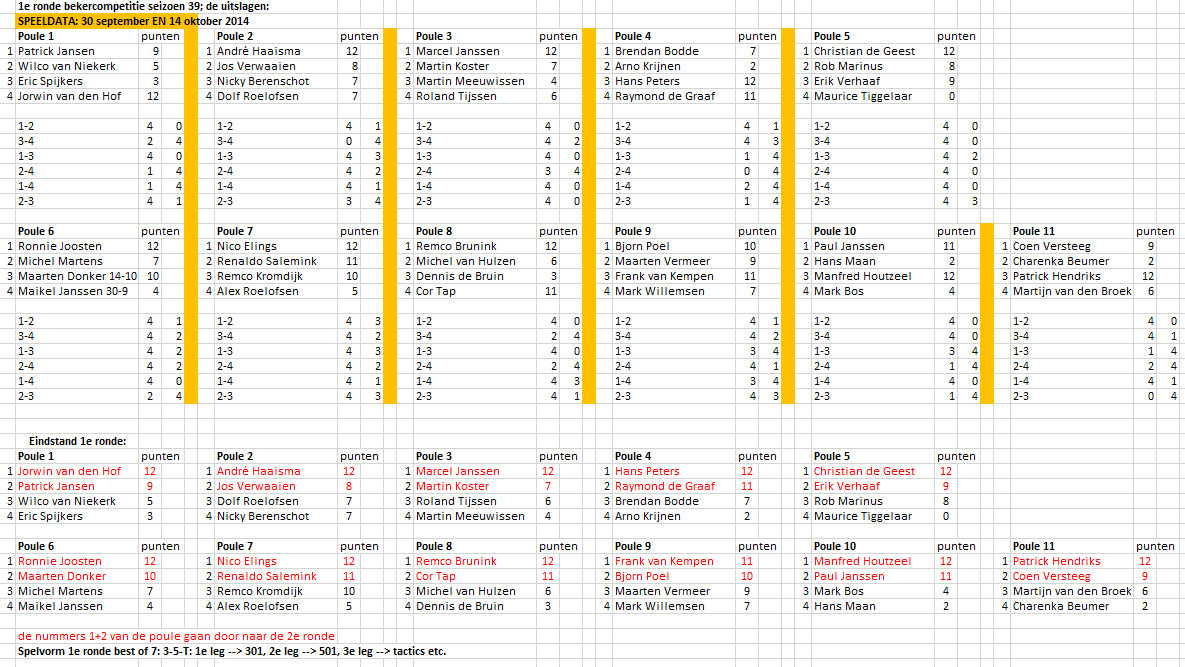 1e ronde bekercompetitie seizoen 39; de uitslagen:
SPEELDATA: 30 september EN 14 oktober 2014
Poule 1 punten Poule 2 punten Poule 3 punten Poule 4 punten Poule 5 punten
1 Patrick Jansen 9 1 André Haaisma 12 1 Marcel Janssen 12 1 Brendan Bodde 7 1 Christian de Geest 12
2 Wilco van Niekerk 5 2 Jos Verwaaien 8 2 Martin Koster 7 2 Arno Krijnen 2 2 Rob Marinus 8
3 Eric Spijkers 3 3 Nicky Berenschot 7 3 Martin Meeuwissen 4 3 Hans Peters 12 3 Erik Verhaaf 9
4 Jorwin van den Hof 12 4 Dolf Roelofsen 7 4 Roland Tijssen 6 4 Raymond de Graaf 11 4 Maurice Tiggelaar 0
1-2 4 0 1-2 4 1 1-2 4 0 1-2 4 1 1-2 4 0
3-4 2 4 3-4 0 4 3-4 4 2 3-4 4 3 3-4 4 0
1-3 4 0 1-3 4 3 1-3 4 0 1-3 1 4 1-3 4 2
2-4 1 4 2-4 4 2 2-4 3 4 2-4 0 4 2-4 4 0
1-4 1 4 1-4 4 1 1-4 4 0 1-4 2 4 1-4 4 0
2-3 4 1 2-3 3 4 2-3 4 0 2-3 1 4 2-3 4 3
Poule 6 punten Poule 7 punten Poule 8 punten Poule 9 punten Poule 10 punten Poule 11 punten
1 Ronnie Joosten 12 1 Nico Elings 12 1 Remco Brunink 12 1 Bjorn Poel 10 1 Paul Janssen 11 1 Coen Versteeg 9
2 Michel Martens 7 2 Renaldo Salemink 11 2 Michel van Hulzen 6 2 Maarten Vermeer 9 2 Hans Maan 2 2 Charenka Beumer 2
3 Maarten Donker 14-10 10 3 Remco Kromdijk 10 3 Dennis de Bruin 3 3 Frank van Kempen 11 3 Manfred Houtzeel 12 3 Patrick Hendriks 12
4 Maikel Janssen 30-9 4 4 Alex Roelofsen 5 4 Cor Tap 11 4 Mark Willemsen 7 4 Mark Bos 4 4 Martijn van den Broek 6
1-2 4 1 1-2 4 3 1-2 4 0 1-2 4 1 1-2 4 0 1-2 4 0
3-4 4 2 3-4 4 2 3-4 2 4 3-4 4 2 3-4 4 0 3-4 4 1
1-3 4 2 1-3 4 3 1-3 4 0 1-3 3 4 1-3 3 4 1-3 1 4
2-4 4 2 2-4 4 2 2-4 2 4 2-4 4 1 2-4 1 4 2-4 2 4
1-4 4 0 1-4 4 1 1-4 4 3 1-4 3 4 1-4 4 0 1-4 4 1
2-3 2 4 2-3 4 3 2-3 4 1 2-3 4 3 2-3 1 4 2-3 0 4
Eindstand 1e ronde:
Poule 1 punten Poule 2 punten Poule 3 punten Poule 4 punten Poule 5 punten
1 Jorwin van den Hof 12 1 André Haaisma 12 1 Marcel Janssen 12 1 Hans Peters 12 1 Christian de Geest 12
2 Patrick Jansen 9 2 Jos Verwaaien 8 2 Martin Koster 7 2 Raymond de Graaf 11 2 Erik Verhaaf 9
3 Wilco van Niekerk 5 3 Dolf Roelofsen 7 3 Roland Tijssen 6 3 Brendan Bodde 7 3 Rob Marinus 8
4 Eric Spijkers 3 4 Nicky Berenschot 7 4 Martin Meeuwissen 4 4 Arno Krijnen 2 4 Maurice Tiggelaar 0
Poule 6 punten Poule 7 punten Poule 8 punten Poule 9 punten Poule 10 punten Poule 11 punten
1 Ronnie Joosten 12 1 Nico Elings 12 1 Remco Brunink 12 1 Frank van Kempen 11 1 Manfred Houtzeel 12 1 Patrick Hendriks 12
2 Maarten Donker 10 2 Renaldo Salemink 11 2 Cor Tap 11 2 Bjorn Poel 10 2 Paul Janssen 11 2 Coen Versteeg 9
3 Michel Martens 7 3 Remco Kromdijk 10 3 Michel van Hulzen 6 3 Maarten Vermeer 9 3 Mark Bos 4 3 Martijn van den Broek 6
4 Maikel Janssen 4 4 Alex Roelofsen 5 4 Dennis de Bruin 3 4 Mark Willemsen 7 4 Hans Maan 2 4 Charenka Beumer 2
de nummers 1+2 van de poule gaan door naar de 2e ronde
Spelvorm 1e ronde best of 7: 3-5-T: 1e leg --> 301, 2e leg --> 501, 3e leg --> tactics etc.